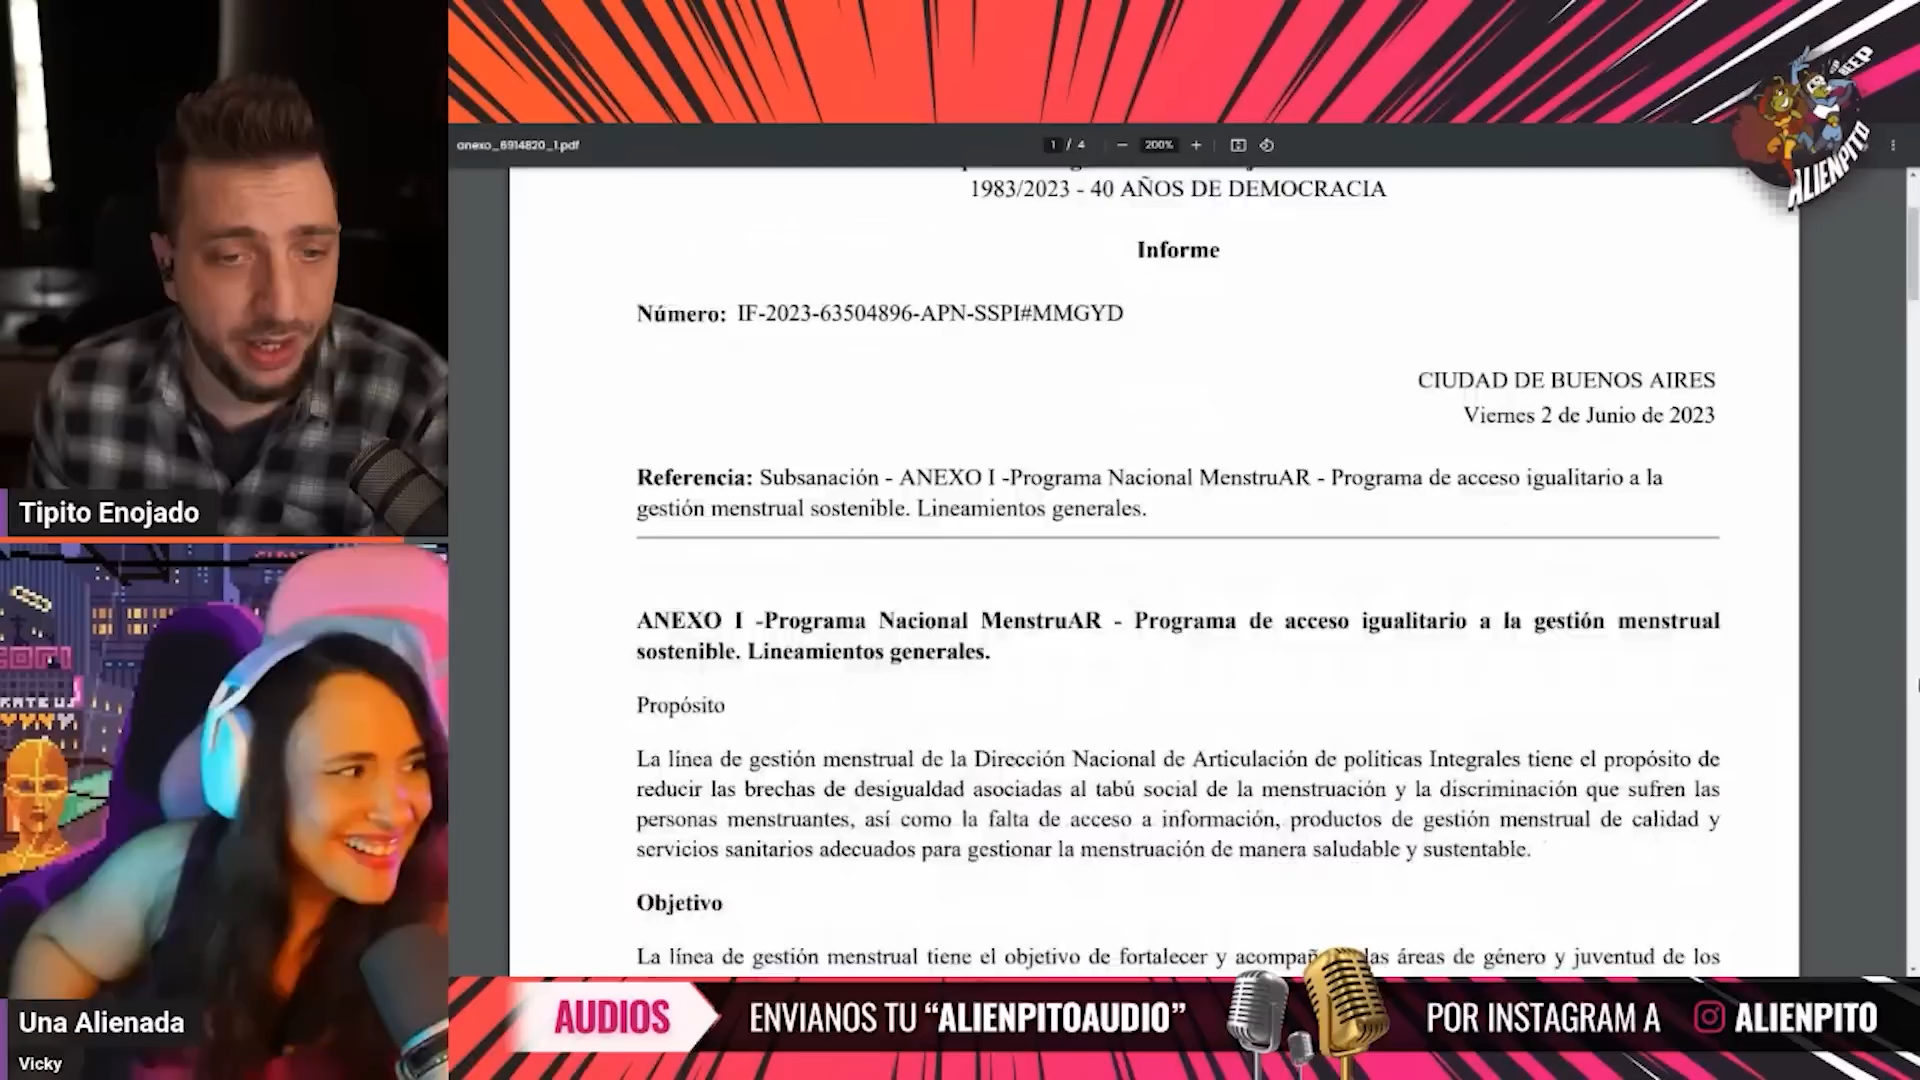 anexo_6914820_1.pdf
1 / 4
200%
BEEP
ALIENPITO
1983/2023 - 40 AÑOS DE DEMOCRACIA
Informe
Número: IF-2023-63504896-APN-SSPI#MMGYD
CIUDAD DE BUENOS AIRES
Viernes 2 de Junio de 2023
Referencia: Subsanación - ANEXO I -Programa Nacional MenstruAR - Programa de acceso igualitario a la
gestión menstrual sostenible. Lineamientos generales.
ANEXO I -Programa Nacional MenstruAR - Programa de acceso igualitario a la gestión menstrual
sostenible. Lineamientos generales.
Propósito
La línea de gestión menstrual de la Dirección Nacional de Articulación de políticas Integrales tiene el propósito de
reducir las brechas de desigualdad asociadas al tabú social de la menstruación y la discriminación que sufren las
personas menstruantes, así como la falta de acceso a información, productos de gestión menstrual de calidad y
servicios sanitarios adecuados para gestionar la menstruación de manera saludable y sustentable.
Objetivo
La línea de gestión menstrual tiene el objetivo de fortalecer y las áreas de género y juventud de los
Tipito Enojado
Una Alienada
Vicky
AUDIOS
ENVIANOS TU “ALIENPITOAUDIO”
POR INSTAGRAM A ALIENPITO